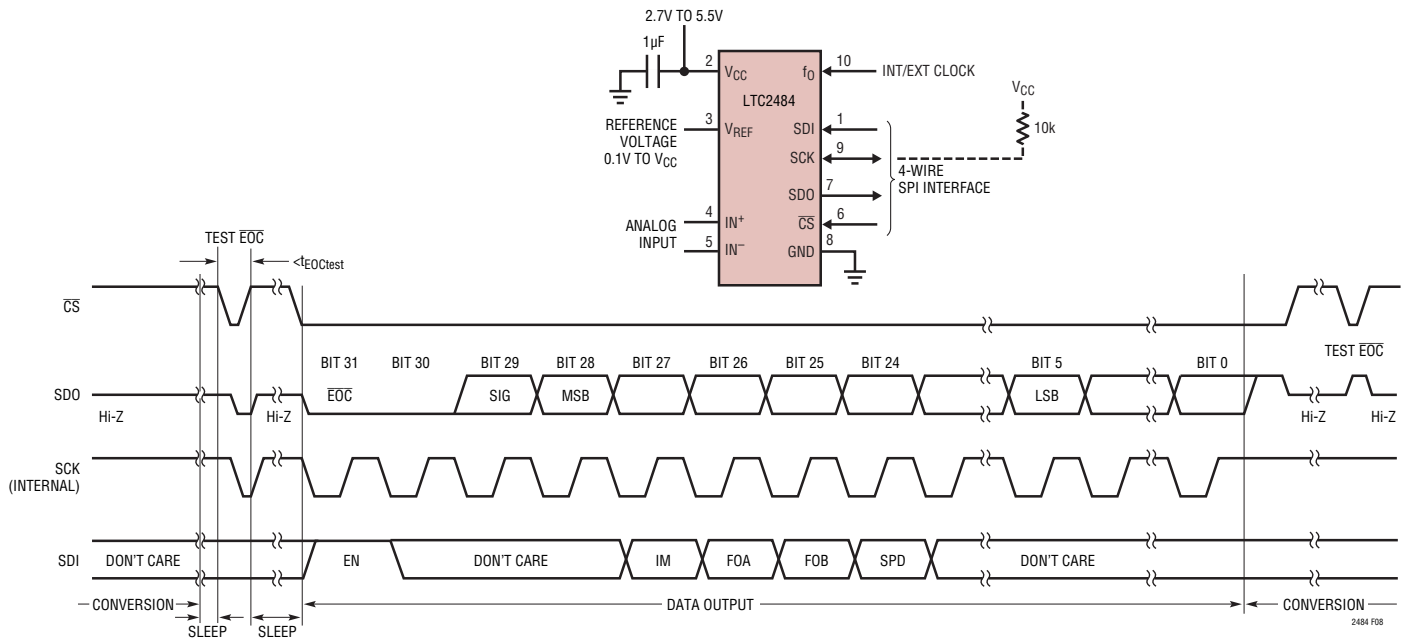 2.7V TO 5.5V
1µF
2 VCC
fO 10 INT/EXT CLOCK
LTC2484
VCC
10k
REFERENCE
VOLTAGE
0.1V TO VCC
3 VREF
SDI 1
SCK 9
SDO 7
CS 6
4-WIRE
SPI INTERFACE
ANALOG
INPUT
4 IN+
5 IN−
GND 8
TEST EOC
<tEOCtest
CS
BIT 31 BIT 30 BIT 29 BIT 28 BIT 27 BIT 26 BIT 25 BIT 24 BIT 5 BIT 0
TEST EOC
SDO
EOC SIG MSB LSB
Hi-Z Hi-Z Hi-Z Hi-Z
SCK
(INTERNAL)
SDI DON'T CARE EN DON'T CARE IM FOA FOB SPD DON'T CARE
CONVERSION DATA OUTPUT CONVERSION
SLEEP SLEEP
2484 F08